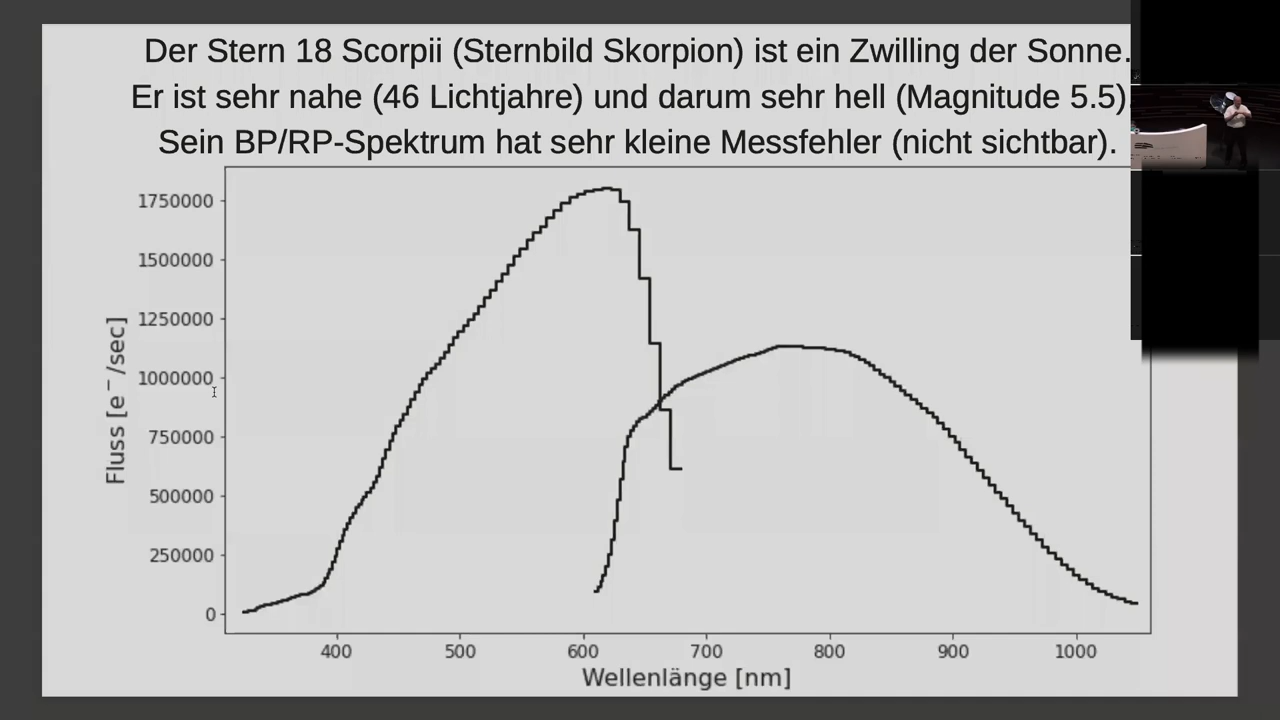 Der Stern 18 Scorpii (Sternbild Skorpion) ist ein Zwilling der Sonne.
Er ist sehr nahe (46 Lichtjahre) und darum sehr hell (Magnitude 5.5)
Sein BP/RP-Spektrum hat sehr kleine Messfehler (nicht sichtbar).
1750000
1500000
1250000
1000000
750000
500000
250000
0
Fluss [e⁻/sec]
400 500 600 700 800 900 1000
Wellenlänge [nm]